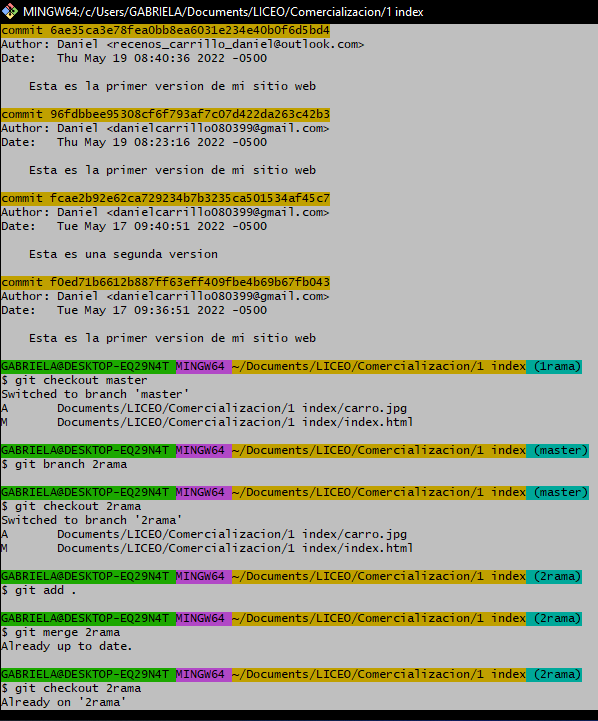 MINGW64:/c/Users/GABRIELA/Documents/LICEO/Comercializacion/1 index
commit 6ae35ca3e78fea0bb8ea6031e234e40b0f6d5bd4
Author: Daniel <recenos_carrillo_daniel@outlook.com>
Date:   Thu May 19 08:40:36 2022 -0500
    Esta es la primer version de mi sitio web
commit 96fdbbee95308cf6f793af7c07d422da263c42b3
Author: Daniel <danielcarrillo080399@gmail.com>
Date:   Thu May 19 08:23:16 2022 -0500
    Esta es la primer version de mi sitio web
commit fcae2b92e62ca729234b7b3235ca501534af45c7
Author: Daniel <danielcarrillo080399@gmail.com>
Date:   Tue May 17 09:40:51 2022 -0500
    Esta es una segunda version
commit f0ed71b6612b887ff63eff409fbe4b69b67fb043
Author: Daniel <danielcarrillo080399@gmail.com>
Date:   Tue May 17 09:36:51 2022 -0500
    Esta es la primer version de mi sitio web
GABRIELA@DESKTOP-EQ29N4T MINGW64 ~/Documents/LICEO/Comercializacion/1 index (1rama)
$ git checkout master
Switched to branch 'master'
A       Documents/LICEO/Comercializacion/1 index/carro.jpg
M       Documents/LICEO/Comercializacion/1 index/index.html
GABRIELA@DESKTOP-EQ29N4T MINGW64 ~/Documents/LICEO/Comercializacion/1 index (master)
$ git branch 2rama
GABRIELA@DESKTOP-EQ29N4T MINGW64 ~/Documents/LICEO/Comercializacion/1 index (master)
$ git checkout 2rama
Switched to branch '2rama'
A       Documents/LICEO/Comercializacion/1 index/carro.jpg
M       Documents/LICEO/Comercializacion/1 index/index.html
GABRIELA@DESKTOP-EQ29N4T MINGW64 ~/Documents/LICEO/Comercializacion/1 index (2rama)
$ git add .
GABRIELA@DESKTOP-EQ29N4T MINGW64 ~/Documents/LICEO/Comercializacion/1 index (2rama)
$ git merge 2rama
Already up to date.
GABRIELA@DESKTOP-EQ29N4T MINGW64 ~/Documents/LICEO/Comercializacion/1 index (2rama)
$ git checkout 2rama
Already on '2rama'